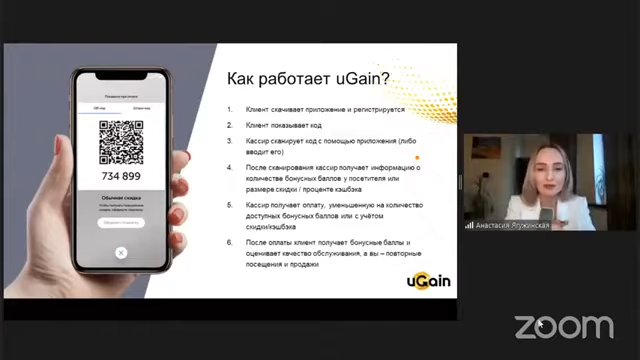 Как работает uGain?
1. Клиент скачивает приложение и регистрируется
2. Клиент показывает код
3. Кассир сканирует код с помощью приложения (либо
вводит его)
4. После сканирования кассир получает информацию о
количестве бонусных баллов у посетителя или
размере скидки / проценте кэшбэка
5. Кассир получает оплату, уменьшенную на количество
доступных бонусных баллов или с учётом
скидки/кэшбэка
6. После оплаты клиент получает бонусные баллы и
оценивает качество обслуживания, а вы – повторные
посещения и продажи
734 899
Обычная скидка
uGain
Анастасия Ягужинская
zoom